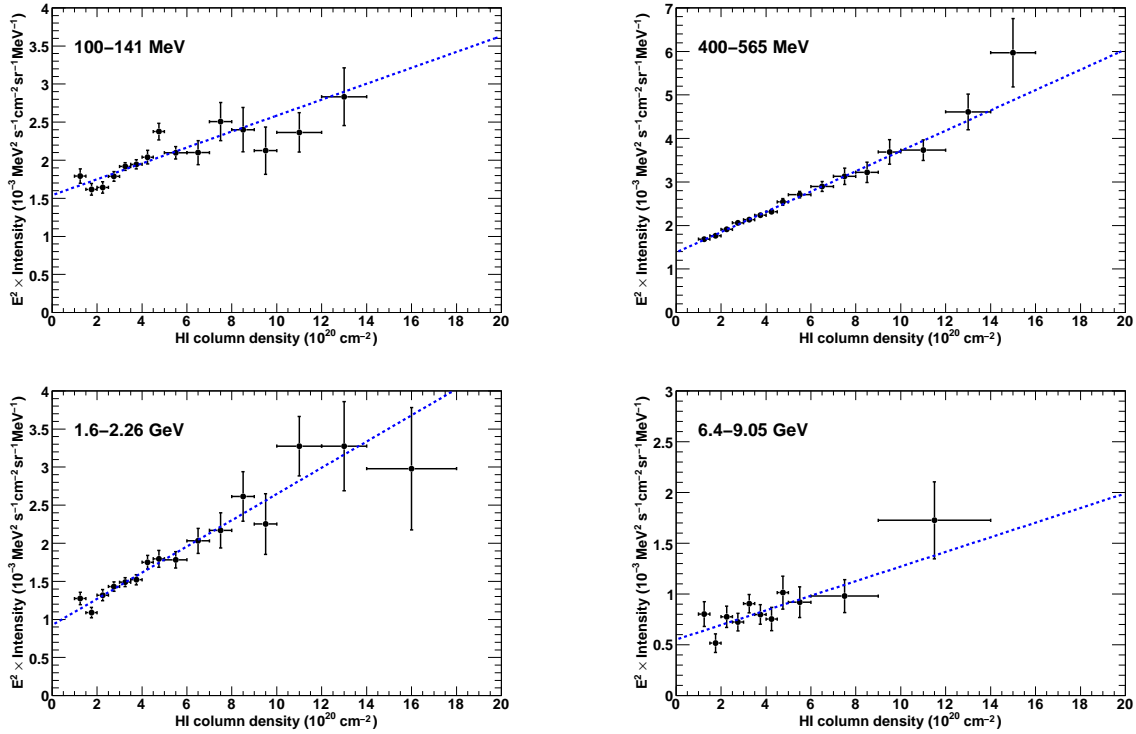 100−141 MeV
E² × Intensity (10⁻³ MeV² s⁻¹cm⁻²sr⁻¹MeV⁻¹)
4
3.5
3
2.5
2
1.5
1
0.5
0
0 2 4 6 8 10 12 14 16 18 20
HI column density (10²⁰ cm⁻²)
400−565 MeV
E² × Intensity (10⁻³ MeV² s⁻¹cm⁻²sr⁻¹MeV⁻¹)
7
6
5
4
3
2
1
0
0 2 4 6 8 10 12 14 16 18 20
HI column density (10²⁰ cm⁻²)
1.6−2.26 GeV
E² × Intensity (10⁻³ MeV² s⁻¹cm⁻²sr⁻¹MeV⁻¹)
4
3.5
3
2.5
2
1.5
1
0.5
0
0 2 4 6 8 10 12 14 16 18 20
HI column density (10²⁰ cm⁻²)
6.4−9.05 GeV
E² × Intensity (10⁻³ MeV² s⁻¹cm⁻²sr⁻¹MeV⁻¹)
3
2.5
2
1.5
1
0.5
0
0 2 4 6 8 10 12 14 16 18 20
HI column density (10²⁰ cm⁻²)